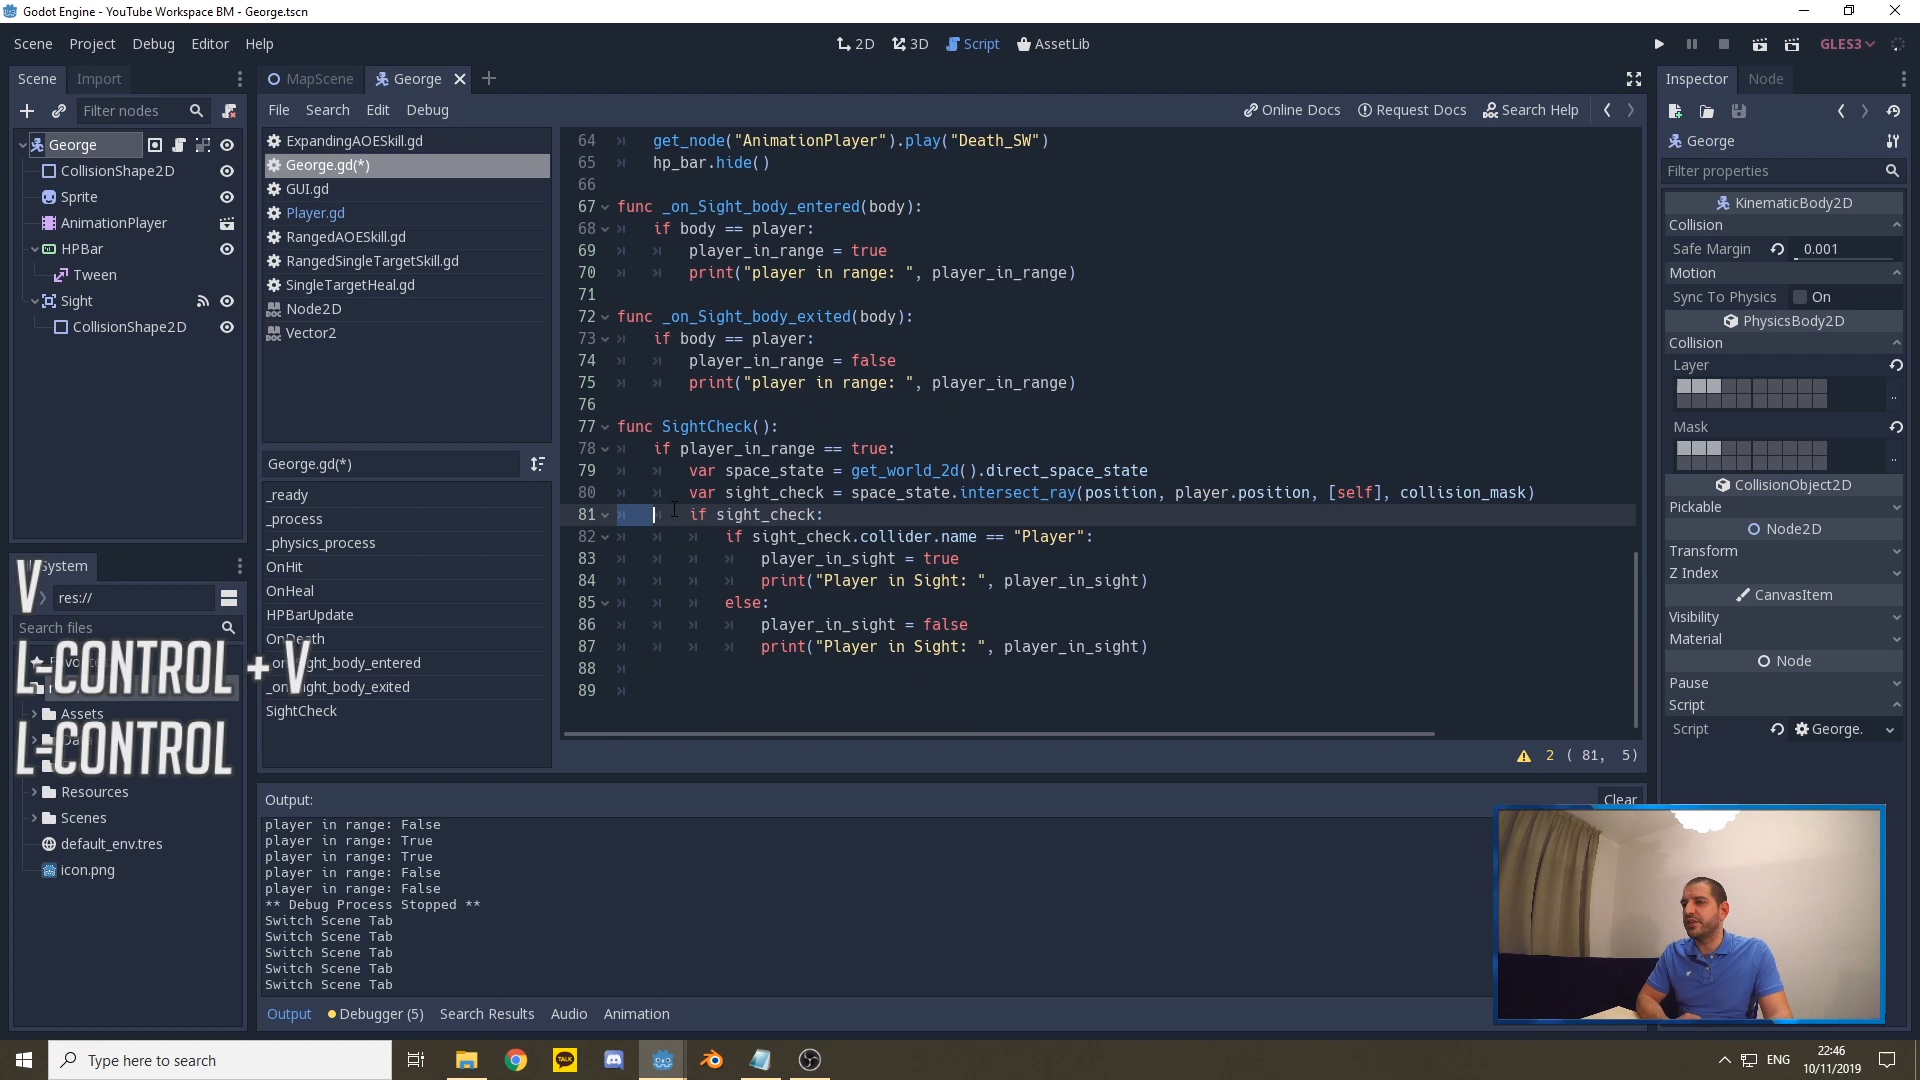 Godot Engine - YouTube Workspace BM - George.tscn
Scene Project Debug Editor Help
2D 3D Script AssetLib
GLES3
Scene Import
MapScene George
Inspector Node
Filter nodes
File Search Edit Debug
Online Docs Request Docs Search Help
George
CollisionShape2D
Sprite
AnimationPlayer
HPBar
Tween
Sight
CollisionShape2D
ExpandingAOESkill.gd
George.gd(*)
GUI.gd
Player.gd
RangedAOESkill.gd
RangedSingleTargetSkill.gd
SingleTargetHeal.gd
Node2D
Vector2
George.gd(*)
_ready
_process
_physics_process
OnHit
OnHeal
HPBarUpdate
OnDeath
_on_Sight_body_entered
_on_Sight_body_exited
SightCheck
64 get_node("AnimationPlayer").play("Death_SW")
65 hp_bar.hide()
66
67 func _on_Sight_body_entered(body):
68 if body == player:
69 player_in_range = true
70 print("player in range: ", player_in_range)
71
72 func _on_Sight_body_exited(body):
73 if body == player:
74 player_in_range = false
75 print("player in range: ", player_in_range)
76
77 func SightCheck():
78 if player_in_range == true:
79 var space_state = get_world_2d().direct_space_state
80 var sight_check = space_state.intersect_ray(position, player.position, [self], collision_mask)
81 if sight_check:
82 if sight_check.collider.name == "Player":
83 player_in_sight = true
84 print("Player in Sight: ", player_in_sight)
85 else:
86 player_in_sight = false
87 print("Player in Sight: ", player_in_sight)
88
89
2 ( 81, 5)
System
res://
Search files
Assets
Resources
Scenes
default_env.tres
icon.png
V
L-CONTROL + V
L-CONTROL
Output:
Clear
player in range: False
player in range: True
player in range: True
player in range: False
player in range: False
** Debug Process Stopped **
Switch Scene Tab
Switch Scene Tab
Switch Scene Tab
Switch Scene Tab
Switch Scene Tab
Output Debugger (5) Search Results Audio Animation
George
Filter properties
KinematicBody2D
Collision
Safe Margin 0.001
Motion
Sync To Physics On
PhysicsBody2D
Collision
Layer
..
Mask
..
CollisionObject2D
Pickable
Node2D
Transform
Z Index
CanvasItem
Visibility
Material
Node
Pause
Script
Script George.
Type here to search
TALK
ENG
22:46
10/11/2019